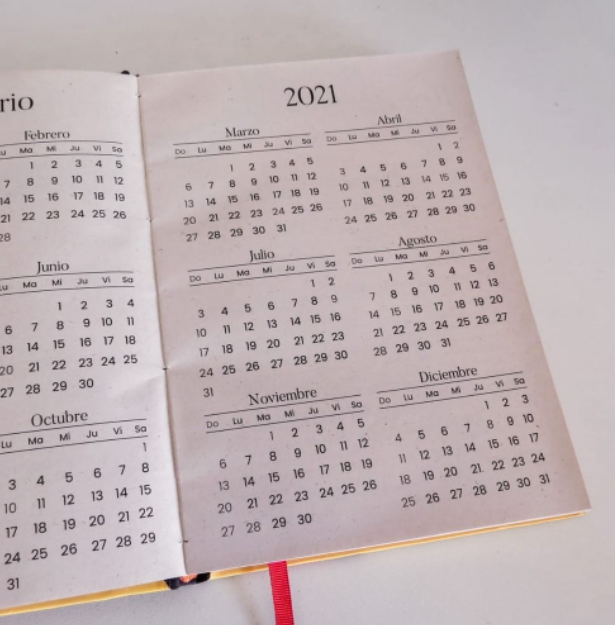 rio
Febrero
Lu Ma Mi Ju Vi Sa
1 2 3 4 5
7 8 9 10 11 12
14 15 16 17 18 19
21 22 23 24 25 26
28
Junio
Lu Ma Mi Ju Vi Sa
1 2 3 4
6 7 8 9 10 11
13 14 15 16 17 18
20 21 22 23 24 25
27 28 29 30
Octubre
Lu Ma Mi Ju Vi Sa
1
3 4 5 6 7 8
10 11 12 13 14 15
17 18 19 20 21 22
24 25 26 27 28 29
31
2021
Marzo
Do Lu Ma Mi Ju Vi Sa
1 2 3 4 5
6 7 8 9 10 11 12
13 14 15 16 17 18 19
20 21 22 23 24 25 26
27 28 29 30 31
Abril
Do Lu Ma Mi Ju Vi Sa
1 2
3 4 5 6 7 8 9
10 11 12 13 14 15 16
17 18 19 20 21 22 23
24 25 26 27 28 29 30
Julio
Do Lu Ma Mi Ju Vi Sa
1 2
3 4 5 6 7 8 9
10 11 12 13 14 15 16
17 18 19 20 21 22 23
24 25 26 27 28 29 30
31
Agosto
Do Lu Ma Mi Ju Vi Sa
1 2 3 4 5 6
7 8 9 10 11 12 13
14 15 16 17 18 19 20
21 22 23 24 25 26 27
28 29 30 31
Noviembre
Do Lu Ma Mi Ju Vi Sa
1 2 3 4 5
6 7 8 9 10 11 12
13 14 15 16 17 18 19
20 21 22 23 24 25 26
27 28 29 30
Diciembre
Do Lu Ma Mi Ju Vi Sa
1 2 3
4 5 6 7 8 9 10
11 12 13 14 15 16 17
18 19 20 21 22 23 24
25 26 27 28 29 30 31